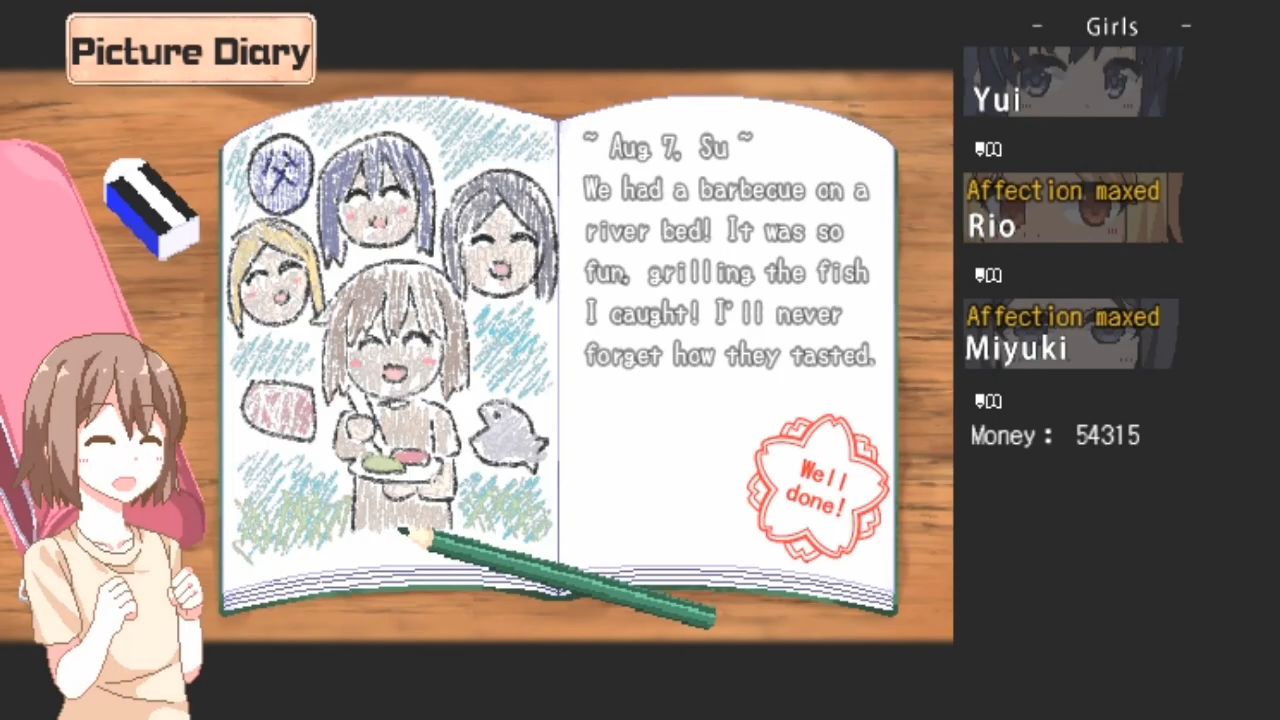 Picture Diary
父
~ Aug 7, Su ~
We had a barbecue on a
river bed! It was so
fun, grilling the fish
I caught! I'll never
forget how they tasted.
Well
done!
- Girls -
Yui
Affection maxed
Rio
Affection maxed
Miyuki
Money： 54315